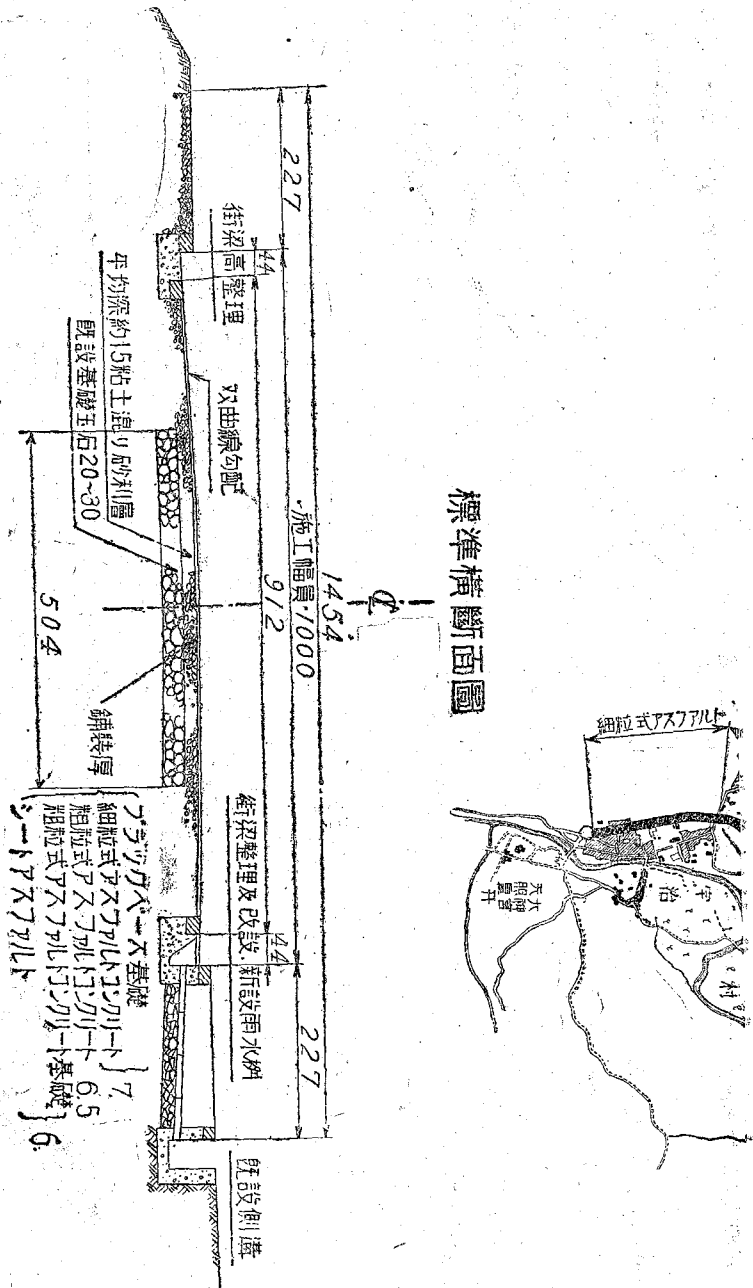 標準横断面圖
細粒式アスファルト
宇治
村
大神宮
天照
1454
施工幅員1000
912
227
44
44
227
街渠高整理
双曲線勾配
平均深約15粘土混り砂利層
既設基礎玉石20~30
504
鋪装厚
街渠整理及改設、新設雨水桝
既設側溝
ブラックベース基礎
細粒式アスファルトコンクリート } 7
粗粒式アスファルトコンクリート 6.5
粗粒式アスファルトコンクリート基礎
シートアスファルト } 6